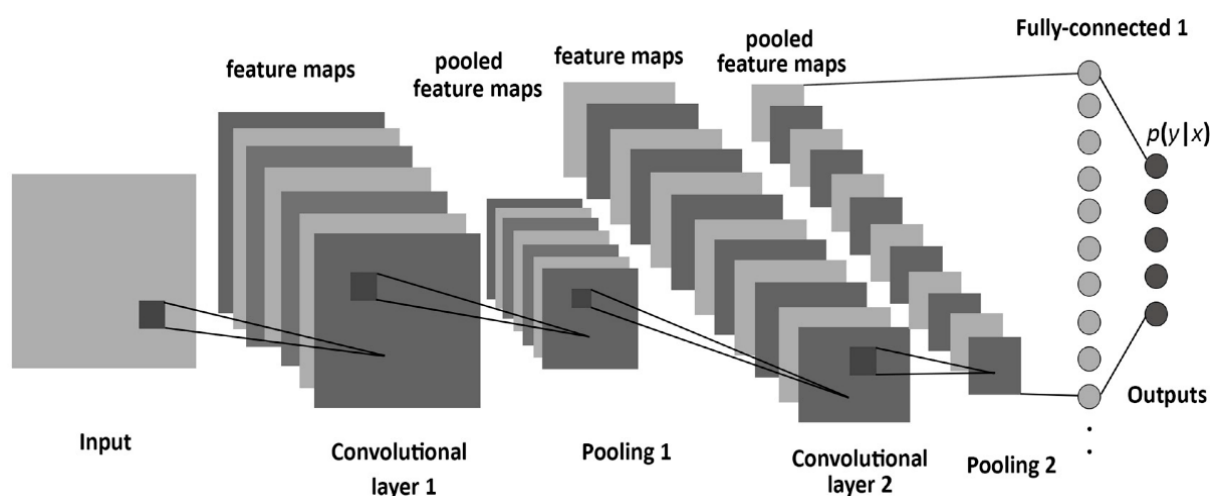 feature maps
pooled
feature maps
feature maps
pooled
feature maps
Fully-connected 1
p(y|x)
Input
Convolutional
layer 1
Pooling 1
Convolutional
layer 2
Pooling 2
Outputs